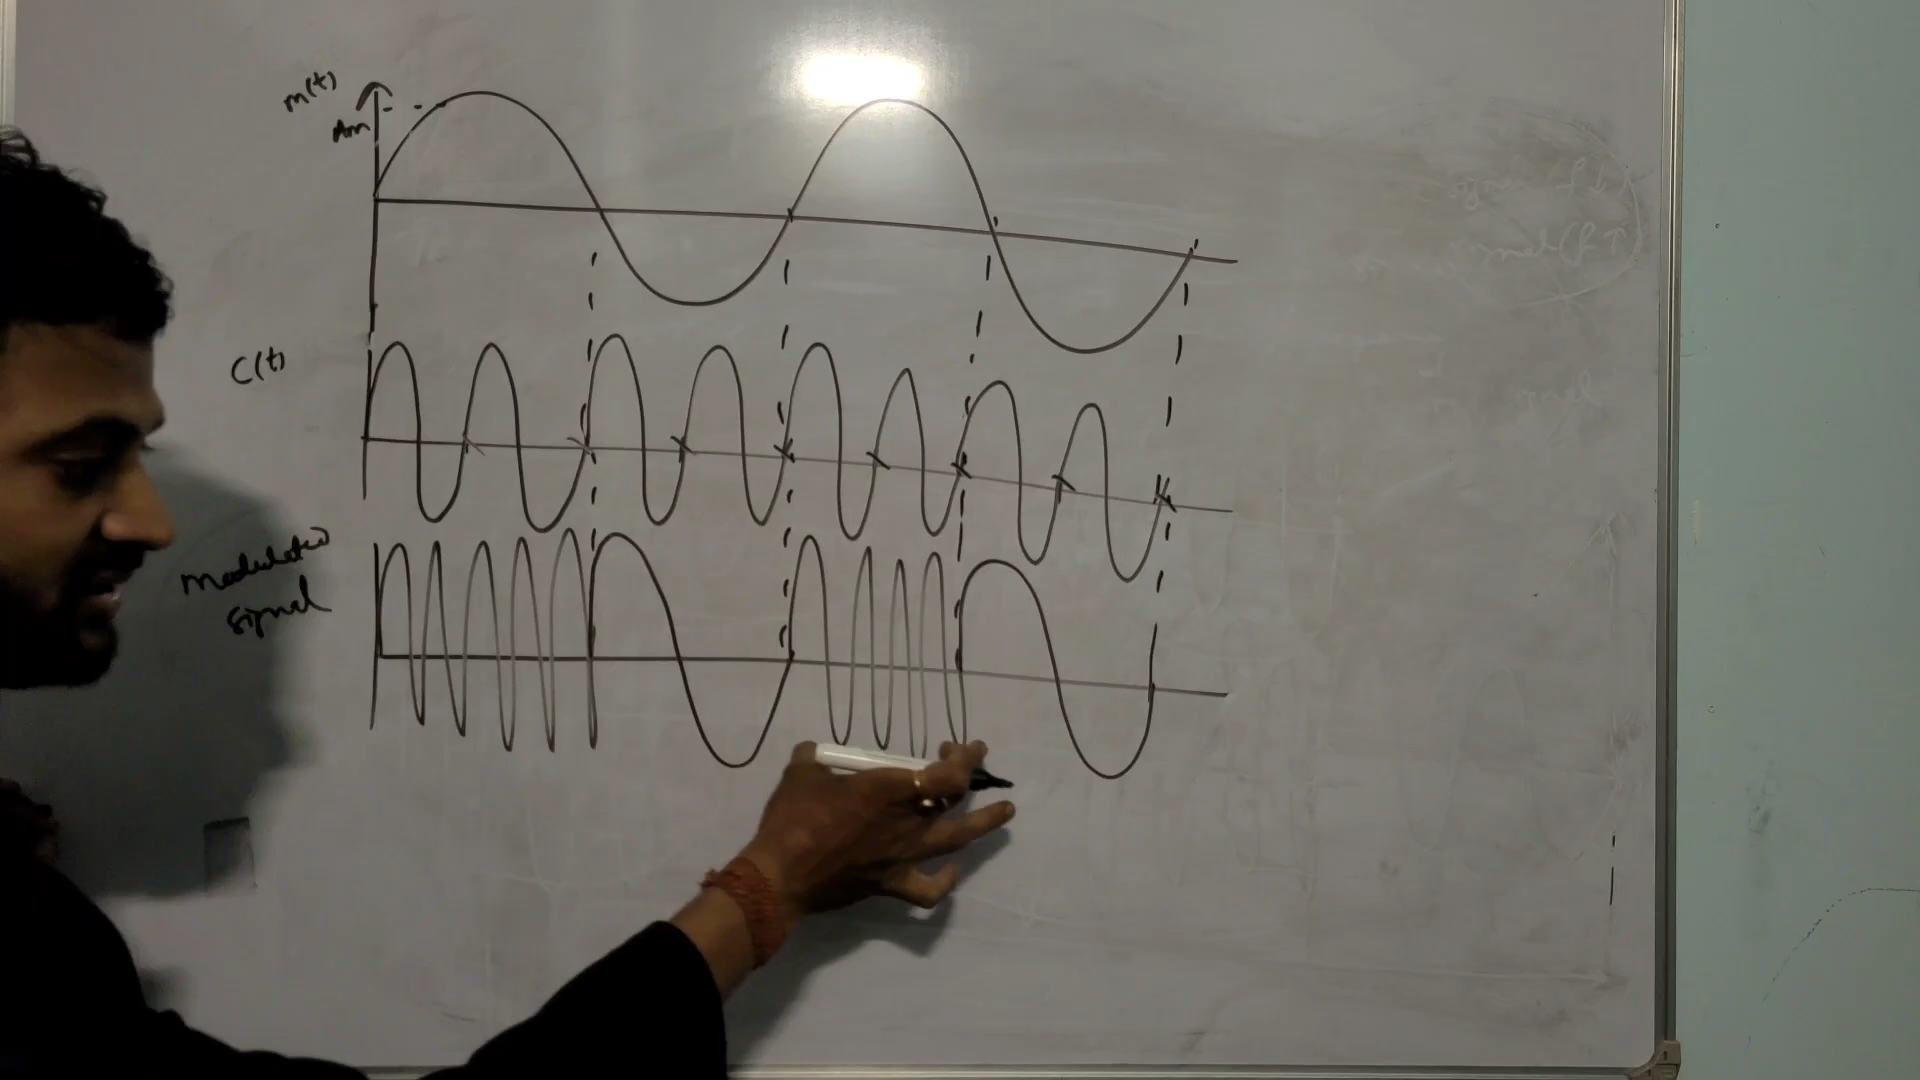 m(t)
Am
C(t)
Modulated
signal